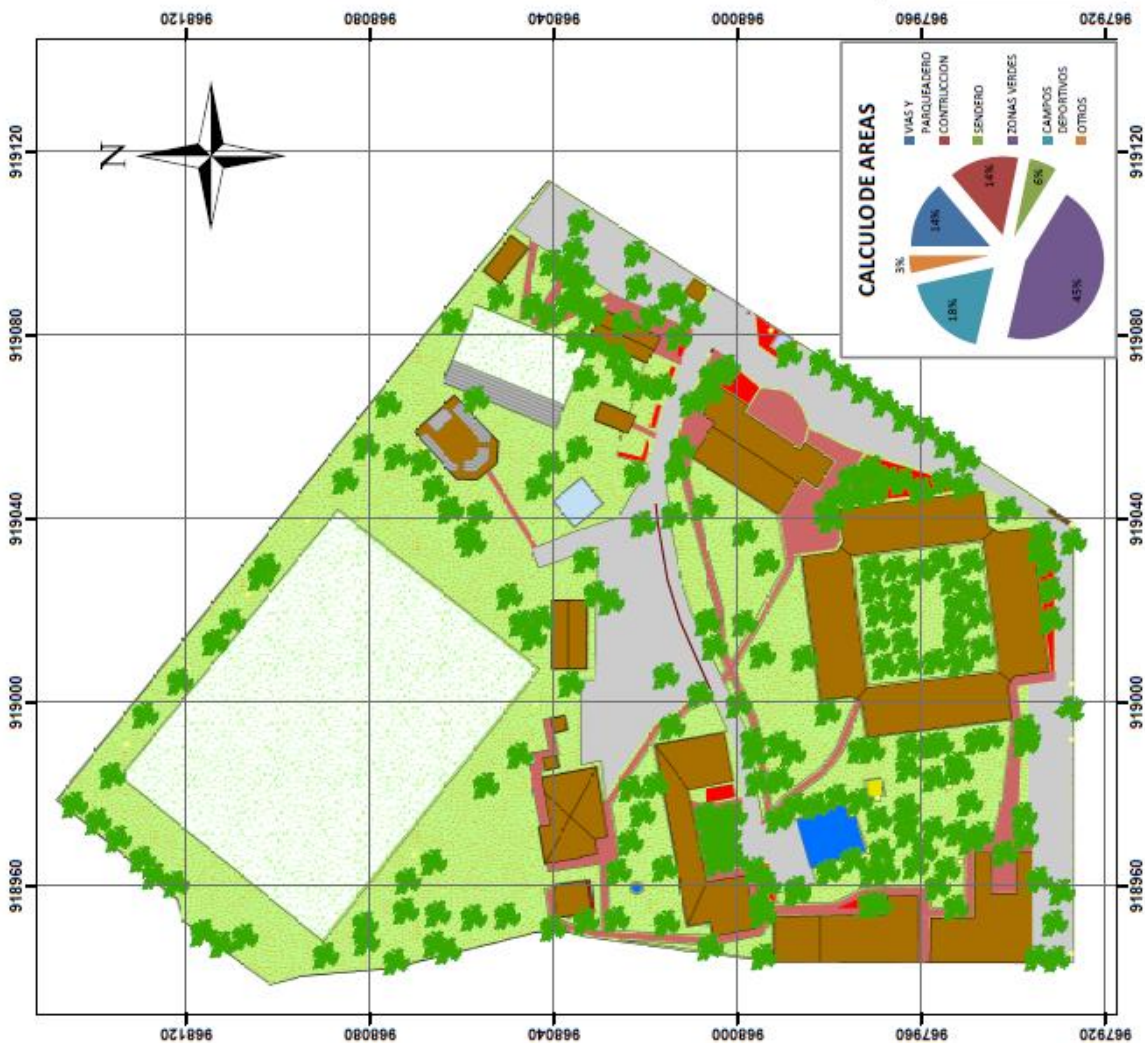 968120
968080
968040
968000
967960
967920
N
919120
919080
919040
919000
918960
CALCULO DE AREAS
3%
14%
14%
6%
45%
18%
VIAS Y
PARQUEADERO
CONTRUCCION
SENDERO
ZONAS VERDES
CAMPOS
DEPORTIVOS
OTROS
919120
919080
919040
919000
918960
968120
968080
968040
968000
967960
967920